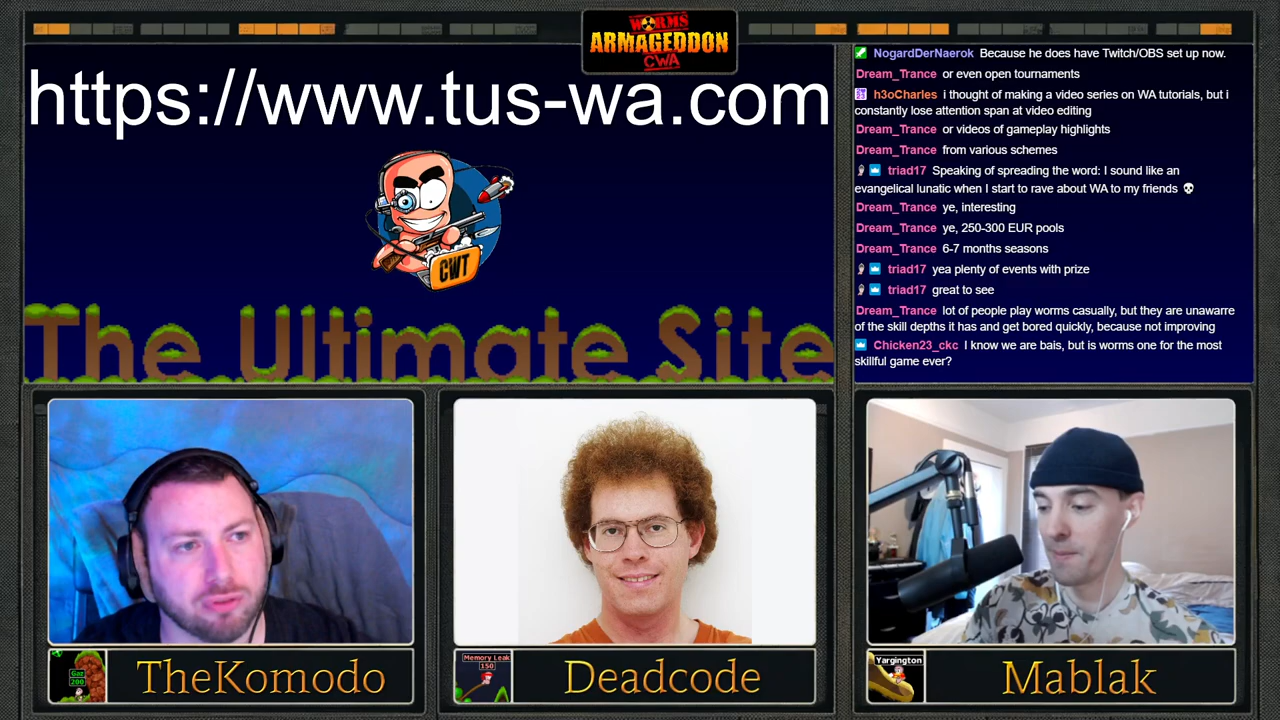 WORMS
ARMAGEDDON
CWA
https://www.tus-wa.com
CWT
The Ultimate Site
NogardDerNaerok Because he does have Twitch/OBS set up now.
Dream_Trance or even open tournaments
h3oCharles i thought of making a video series on WA tutorials, but i
constantly lose attention span at video editing
Dream_Trance or videos of gameplay highlights
Dream_Trance from various schemes
triad17 Speaking of spreading the word: I sound like an
evangelical lunatic when I start to rave about WA to my friends 💀
Dream_Trance ye, interesting
Dream_Trance ye, 250-300 EUR pools
Dream_Trance 6-7 months seasons
triad17 yea plenty of events with prize
triad17 great to see
Dream_Trance lot of people play worms casually, but they are unawarre
of the skill depths it has and get bored quickly, because not improving
Chicken23_ckc I know we are bais, but is worms one for the most
skillful game ever?
Gaz
200
TheKomodo
Memory Leak
150
Deadcode
Yargington
Mablak